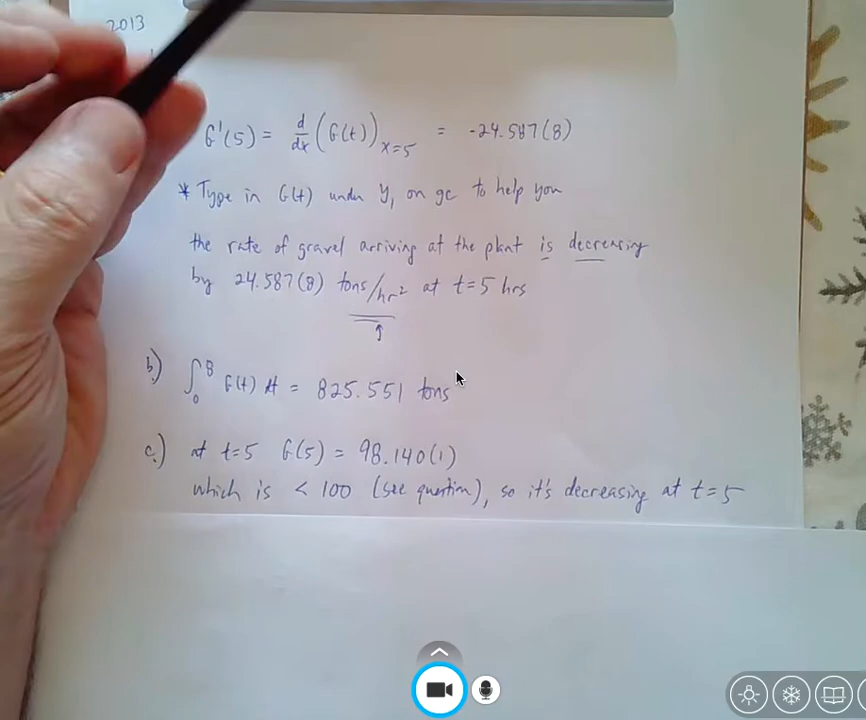 2013
G'(5) = d/dx (G(t))x=5 = -24.587(8)
* Type in G(t) under y1 on gc to help you
the rate of gravel arriving at the plant is decreasing
by 24.587(8) tons/hr² at t=5 hrs
b.) ∫₀⁸ G(t) dt = 825.551 tons
c.) at t=5 G(5) = 98.140(1)
which is < 100 (see question), so it's decreasing at t=5